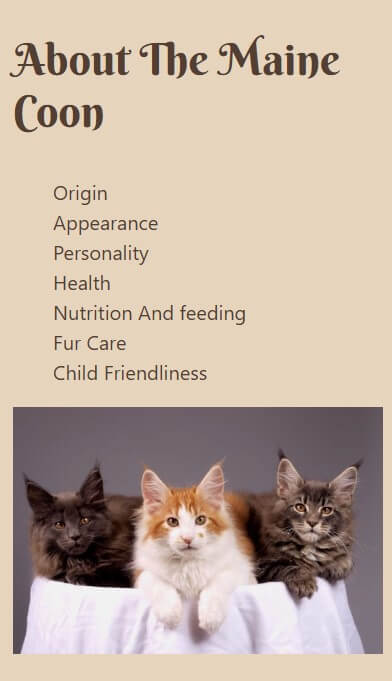 About The Maine
Coon
Origin
Appearance
Personality
Health
Nutrition And feeding
Fur Care
Child Friendliness